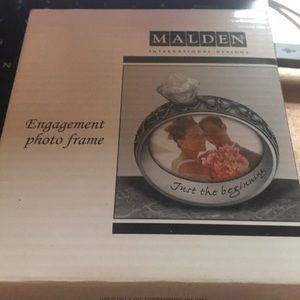 MALDEN
INTERNATIONAL DESIGNS
Engagement
photo frame
Just the beginning